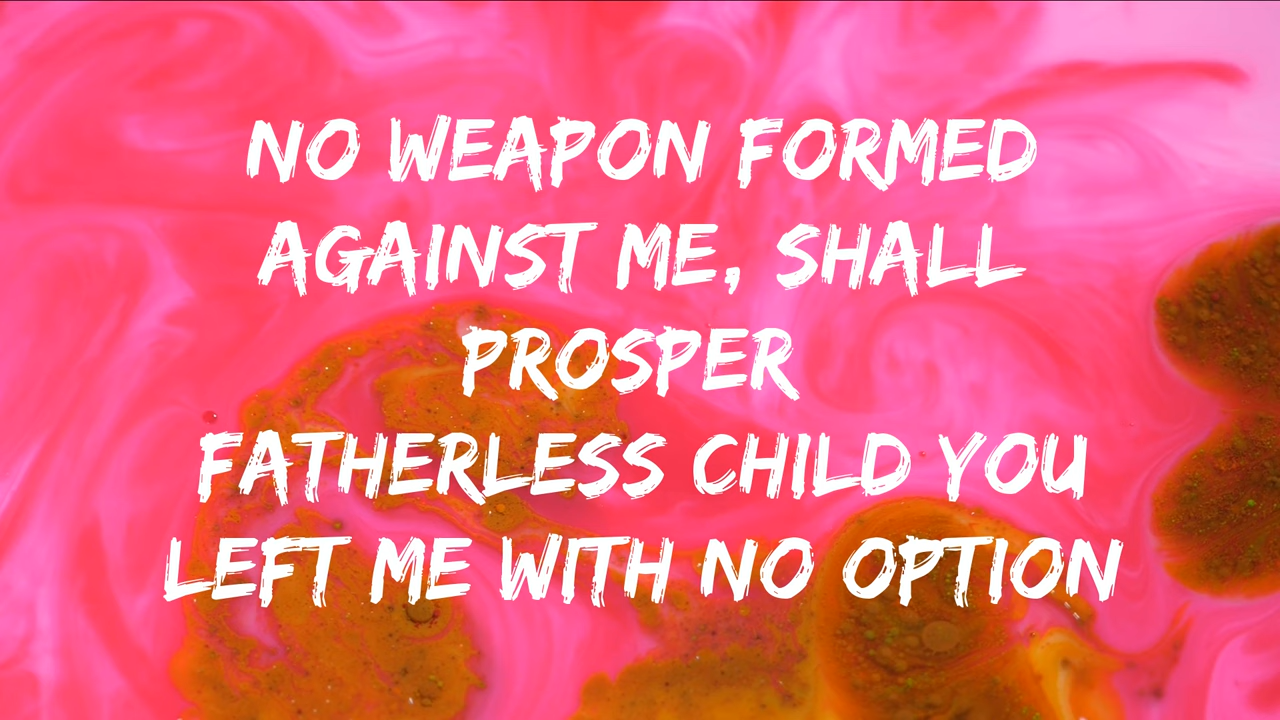 NO WEAPON FORMED
AGAINST ME, SHALL
PROSPER
FATHERLESS CHILD YOU
LEFT ME WITH NO OPTION